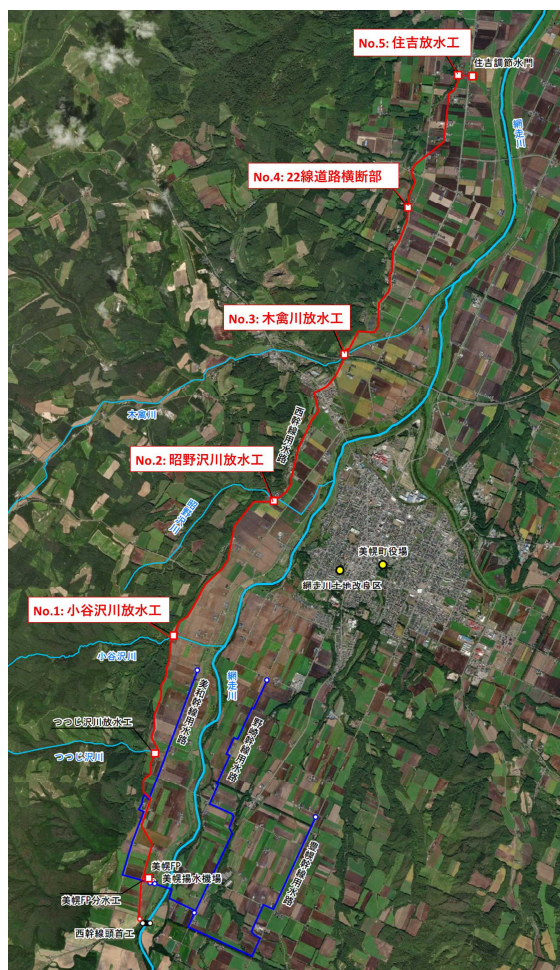 No.5: 住吉放水工
住吉調節水門
網走川
No.4: 22線道路横断部
No.3: 木禽川放水工
木禽川
西幹線用水路
No.2: 昭野沢川放水工
昭野沢川
美幌町役場
網走川土地改良区
No.1: 小谷沢川放水工
小谷沢川
網走川
美和幹線用水路
野崎幹線用水路
つつじ沢川放水工
つつじ沢川
豊幌幹線用水路
美幌FP
美幌揚水機場
美幌FP分水工
西幹線頭首工